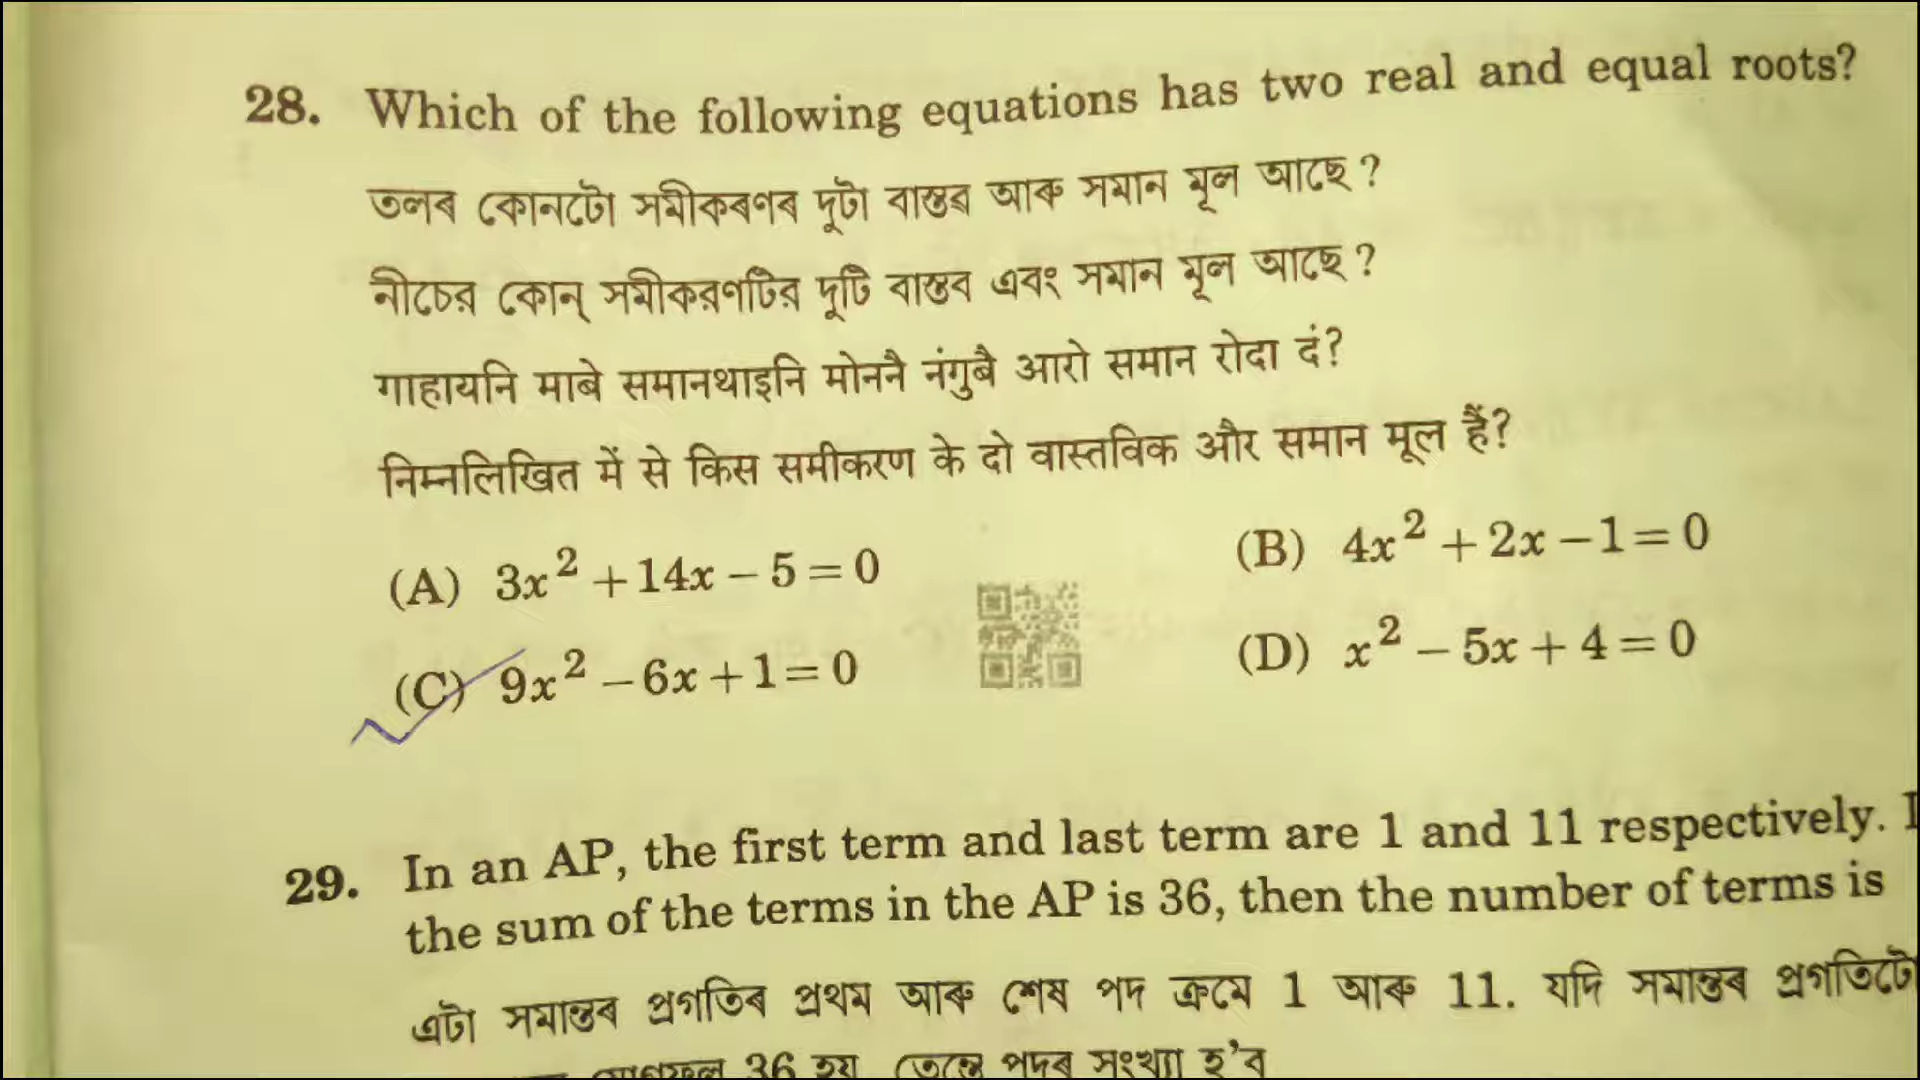 28. Which of the following equations has two real and equal roots?
তলৰ কোনটো সমীকৰণৰ দুটা বাস্তৱ আৰু সমান মূল আছে ?
নীচের কোন্ সমীকরণটির দুটি বাস্তব এবং সমান মূল আছে ?
गाहायनि माबे समानथाइनि मोननै नंगुबै आरो समान रोदा दं?
निम्नलिखित में से किस समीकरण के दो वास्तविक और समान मूल हैं?
(A) 3x² + 14x − 5 = 0 (B) 4x² + 2x − 1 = 0
(C) 9x² − 6x + 1 = 0 (D) x² − 5x + 4 = 0
29. In an AP, the first term and last term are 1 and 11 respectively.
the sum of the terms in the AP is 36, then the number of terms is
এটা সমান্তৰ প্ৰগতিৰ প্ৰথম আৰু শেষ পদ ক্ৰমে 1 আৰু 11. যদি সমান্তৰ প্ৰগতিটো
36 হয় তেন্তে পদৰ সংখ্যা হ'ব